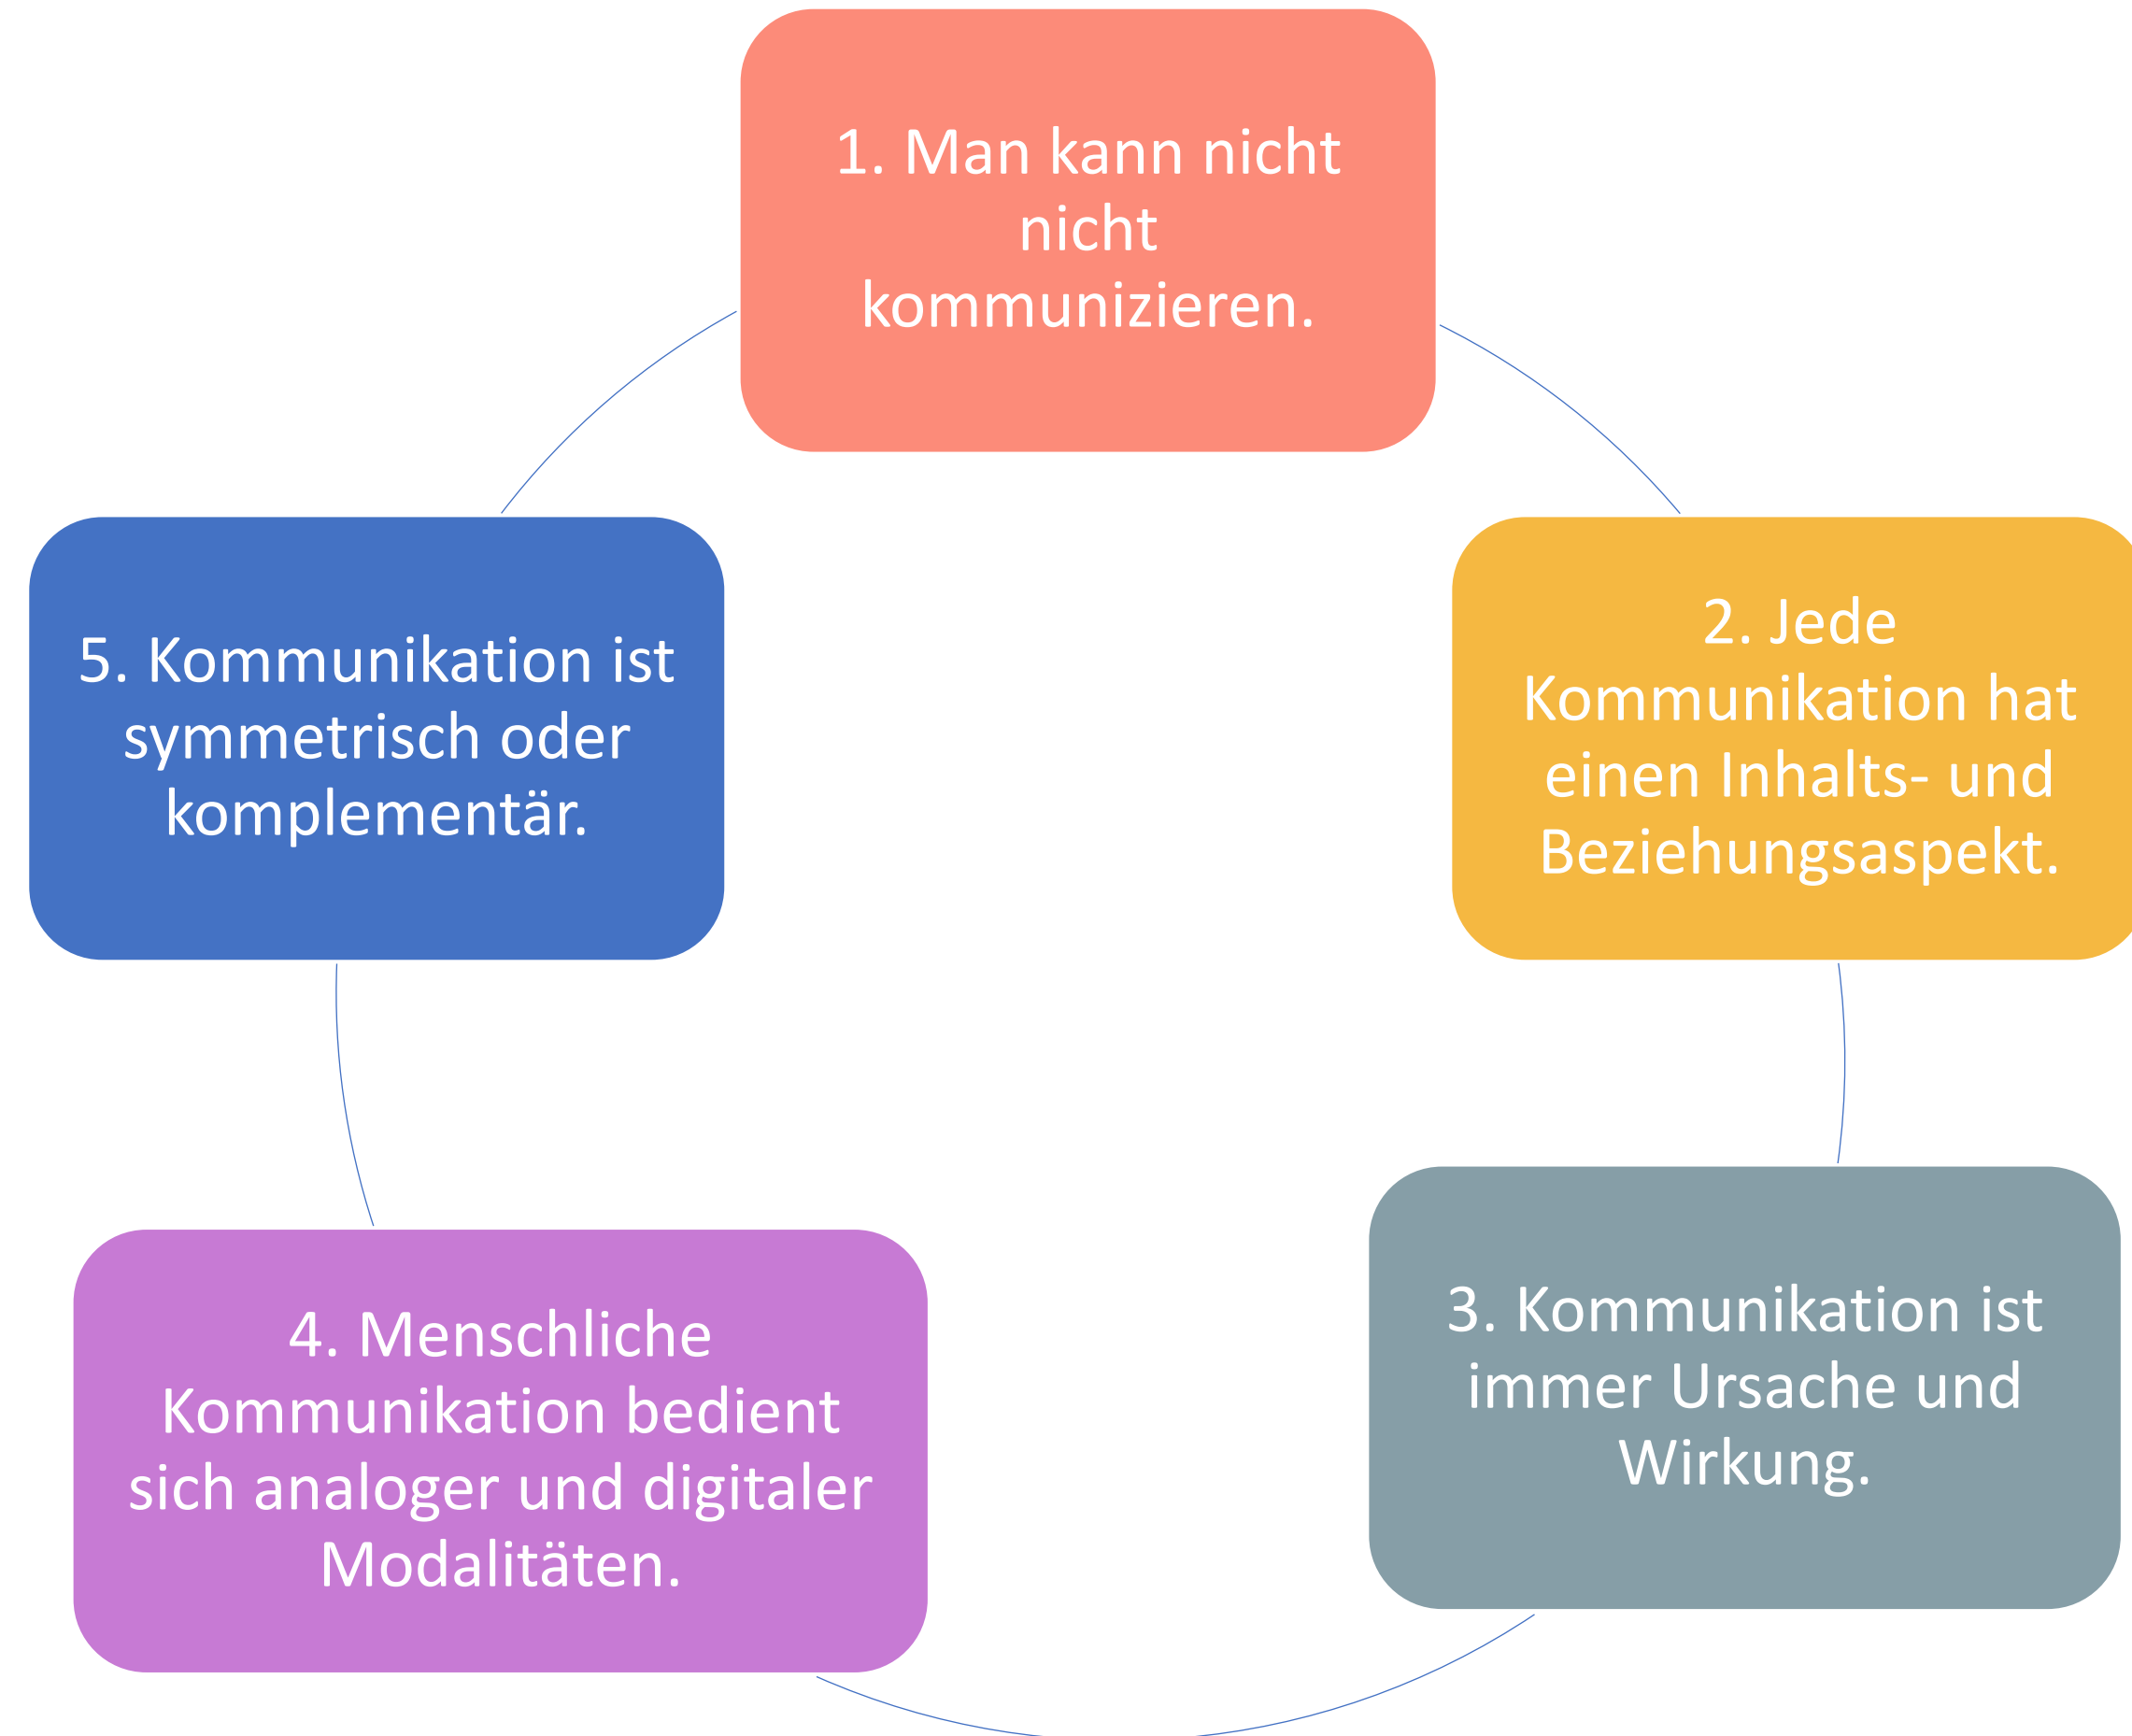 1. Man kann nicht
nicht
kommunizieren.
2. Jede
Kommunikation hat
einen Inhalts- und
Beziehungsaspekt.
3. Kommunikation ist
immer Ursache und
Wirkung.
4. Menschliche
Kommunikation bedient
sich analoger und digitaler
Modalitäten.
5. Kommunikation ist
symmetrisch oder
komplementär.